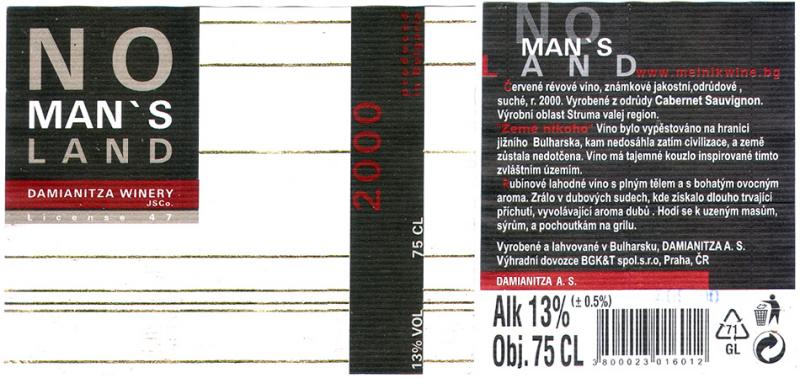 NO
MAN`S
LAND
DAMIANITZA WINERY
JSCo.
License 47
2000
produced
in Bulgaria
13% VOL 75 CL
NO
MAN`S
LAND
www.melnikwine.bg
Červené révové víno, známkové jakostní,odrůdové ,
suché, r. 2000. Vyrobené z odrůdy Cabernet Sauvignon.
Výrobní oblast Struma valej region.
"Země nikoho" Víno bylo vypěstováno na hranici
jižního Bulharska, kam nedosáhla zatím civilizace, a země
zůstala nedotčena. Víno má tajemné kouzlo inspirované tímto
zvláštním územím.
Rubínové lahodné víno s plným tělem a s bohatým ovocným
aroma. Zrálo v dubových sudech, kde získalo dlouho trvající
příchutí, vyvolávající aroma dubů . Hodí se k uzeným masům,
sýrům, a pochoutkám na grilu.
Vyrobené a lahvované v Bulharsku, DAMIANITZA A. S.
Výhradní dovozce BGK&T spol.s.r.o, Praha, ČR
DAMIANITZA A. S.
Alk 13% (± 0.5%)
Obj. 75 CL
3800023016012
71
GL